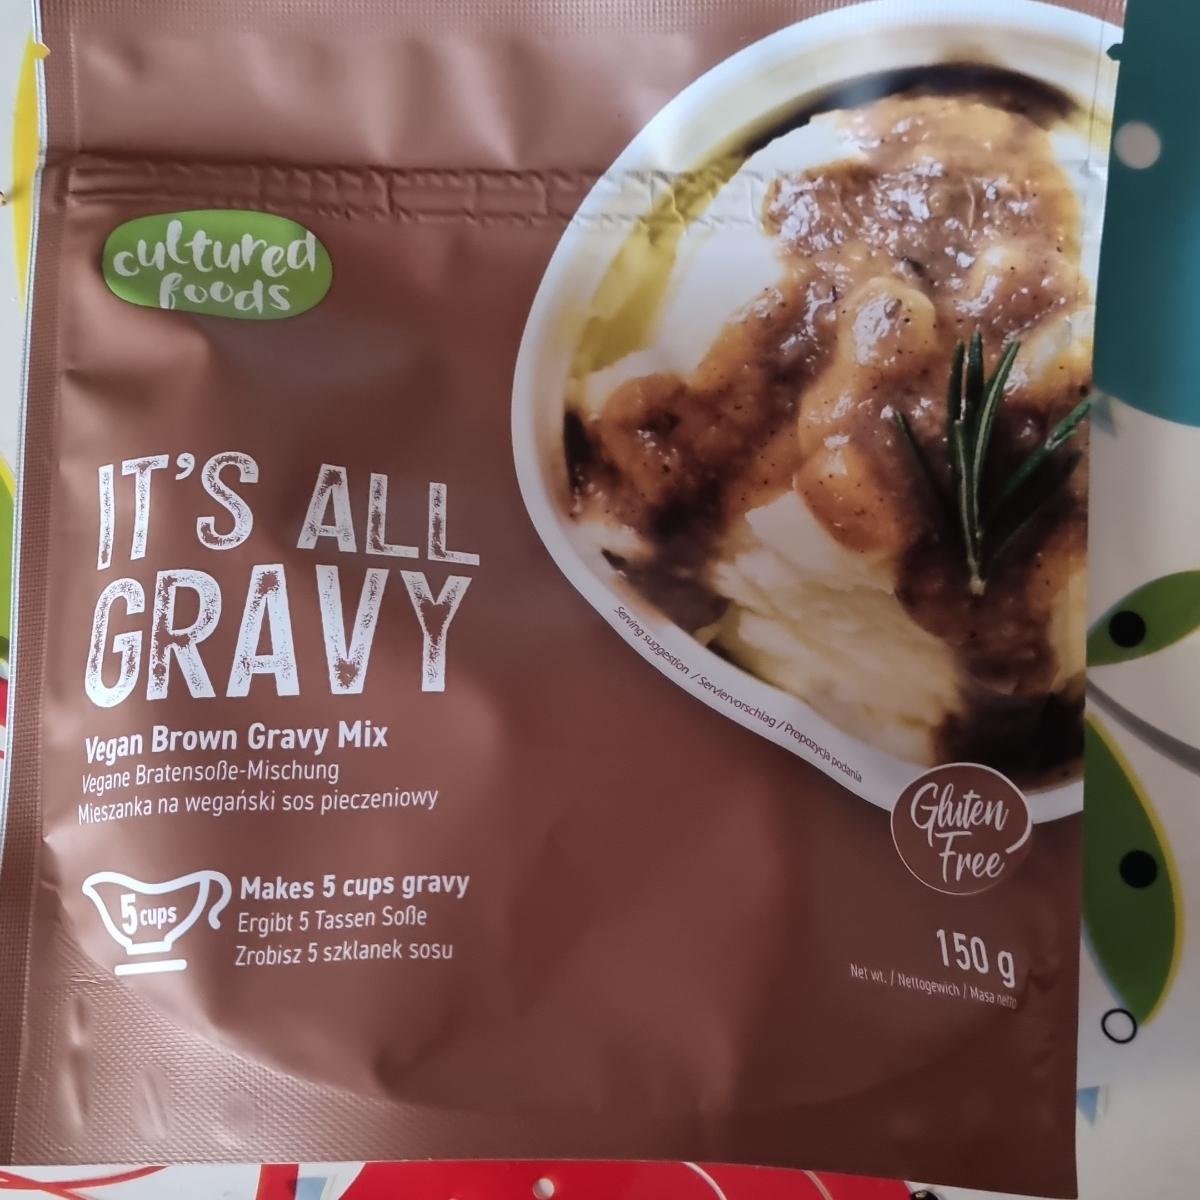 cultured
foods
IT'S ALL
GRAVY
Vegan Brown Gravy Mix
Vegane Bratensoße-Mischung
Mieszanka na wegański sos pieczeniowy
5 cups
Makes 5 cups gravy
Ergibt 5 Tassen Soße
Zrobisz 5 szklanek sosu
Serving suggestion / Serviervorschlag / Propozycja podania
Gluten
Free
150 g
Net wt. / Nettogewich / Masa netto